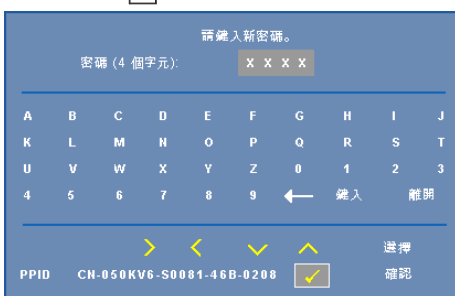 請鍵入新密碼。
密碼 (4 個字元): X X X X
A B C D E F G H I J
K L M N O P Q R S T
U V W X Y Z 0 1 2 3
4 5 6 7 8 9 ← 鍵入 離開
選擇
PPID CN-050KV6-S0081-46B-0208 ✓ 確認